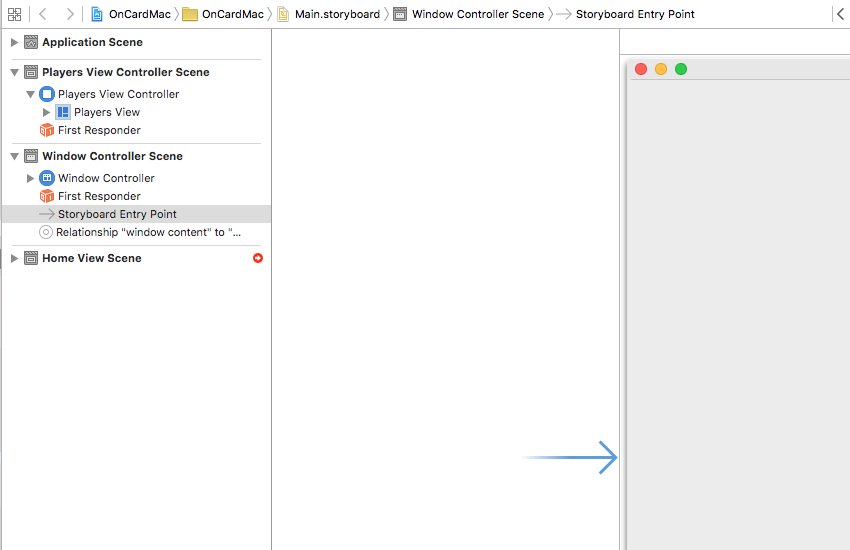 OnCardMac OnCardMac Main.storyboard Window Controller Scene Storyboard Entry Point
Application Scene
Players View Controller Scene
Players View Controller
Players View
First Responder
Window Controller Scene
Window Controller
First Responder
Storyboard Entry Point
Relationship "window content" to "...
Home View Scene